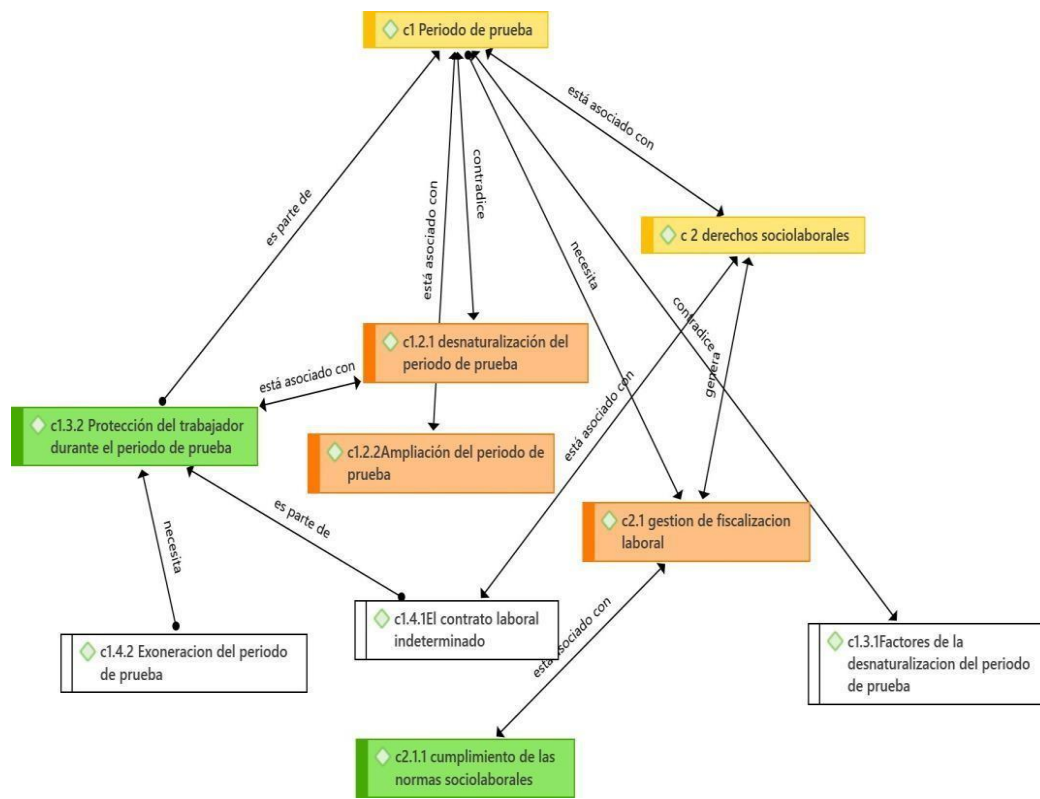 c1 Periodo de prueba
está asociado con
contradice
está asociado con
es parte de
c 2 derechos sociolaborales
necesita
contradice
genera
c1.2.1 desnaturalización del
periodo de prueba
está asociado con
c1.3.2 Protección del trabajador
durante el periodo de prueba
c1.2.2Ampliación del periodo de
prueba
está asociado con
c2.1 gestion de fiscalizacion
laboral
es parte de
necesita
c1.4.1El contrato laboral
indeterminado
está asociado con
c1.4.2 Exoneracion del periodo
de prueba
c1.3.1Factores de la
desnaturalizacion del periodo
de prueba
c2.1.1 cumplimiento de las
normas sociolaborales